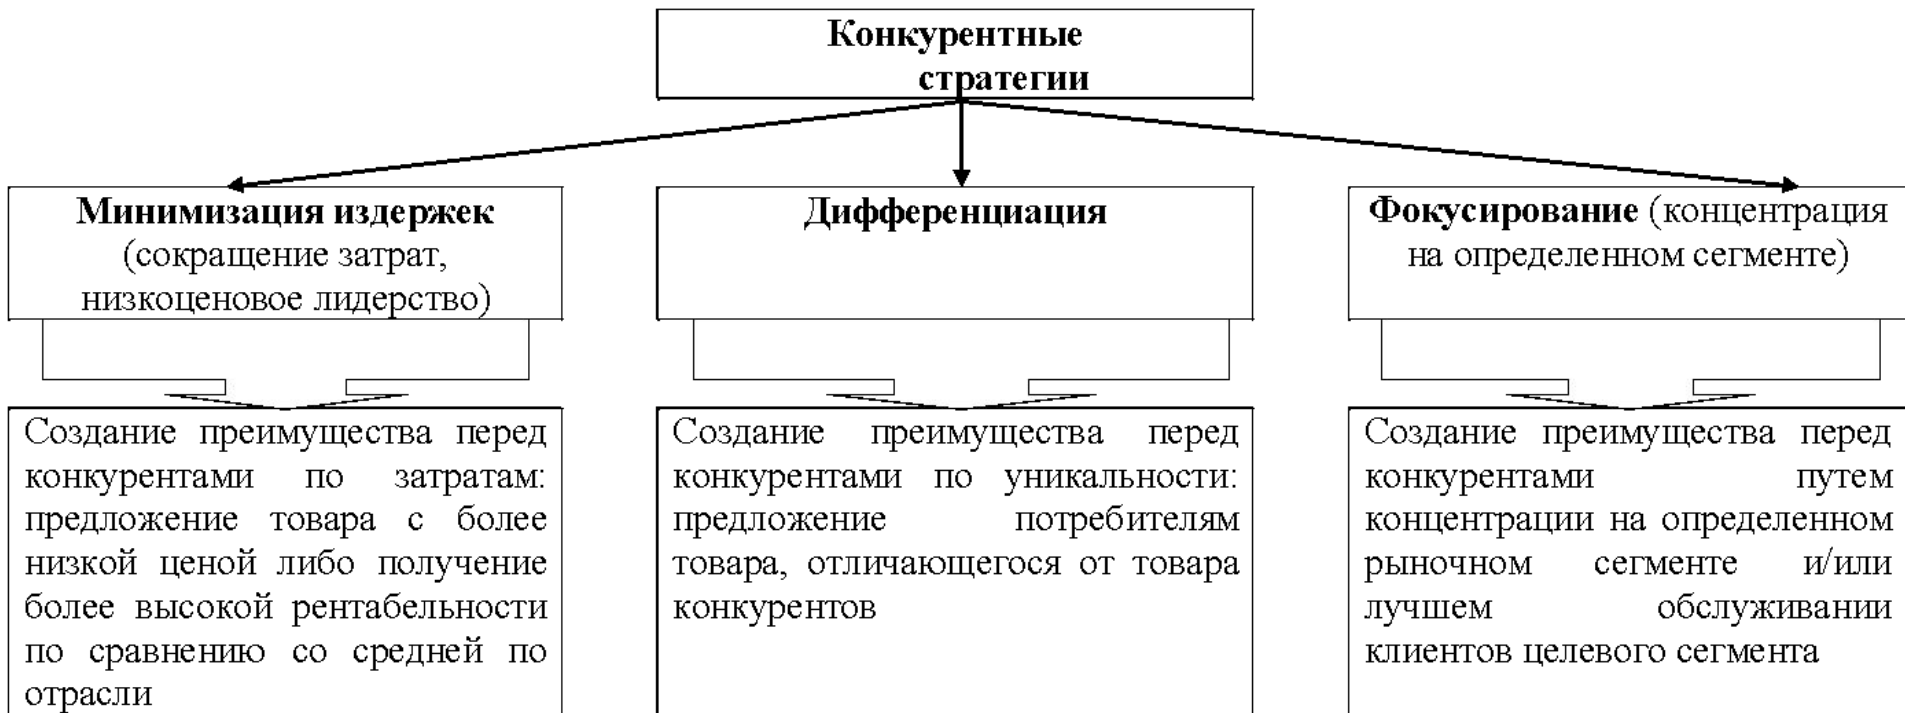 Конкурентные
стратегии
Минимизация издержек
(сокращение затрат,
низкоценовое лидерство)
Дифференциация
Фокусирование (концентрация
на определенном сегменте)
Создание преимущества перед
конкурентами по затратам:
предложение товара с более
низкой ценой либо получение
более высокой рентабельности
по сравнению со средней по
отрасли
Создание преимущества перед
конкурентами по уникальности:
предложение потребителям
товара, отличающегося от товара
конкурентов
Создание преимущества перед
конкурентами путем
концентрации на определенном
рыночном сегменте и/или
лучшем обслуживании
клиентов целевого сегмента